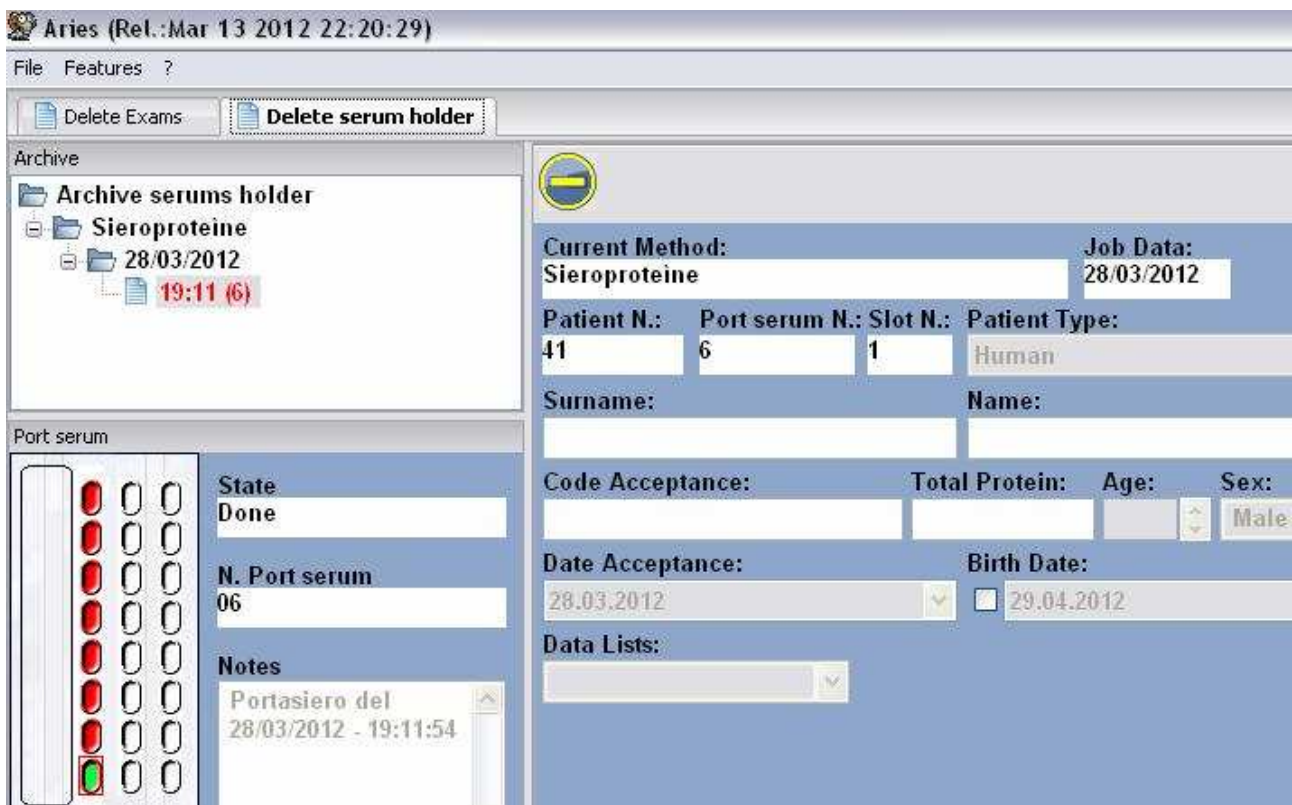 Aries (Rel.:Mar 13 2012 22:20:29)
File Features ?
Delete Exams Delete serum holder
Archive
Archive serums holder
Sieroproteine
28/03/2012
19:11 (6)
Current Method: Job Data:
Sieroproteine 28/03/2012
Patient N.: Port serum N.: Slot N.: Patient Type:
41 6 1 Human
Surname: Name:
Port serum
State
Done
N. Port serum
06
Notes
Portasiero del
28/03/2012 - 19:11:54
Code Acceptance: Total Protein: Age: Sex:
Male
Date Acceptance: Birth Date:
28.03.2012 29.04.2012
Data Lists: